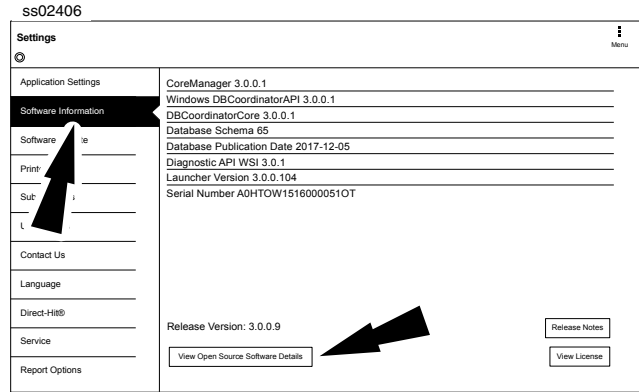 ss02406
Settings
Menu
Application Settings
Software Information
Software
Contact Us
Language
Direct-Hit®
Service
Report Options
CoreManager 3.0.0.1
Windows DBCoordinatorAPI 3.0.0.1
DBCoordinatorCore 3.0.0.1
Database Schema 65
Database Publication Date 2017-12-05
Diagnostic API WSI 3.0.1
Launcher Version 3.0.0.104
Serial Number A0HTOW1516000051OT
Release Version: 3.0.0.9
Release Notes
View Open Source Software Details
View License